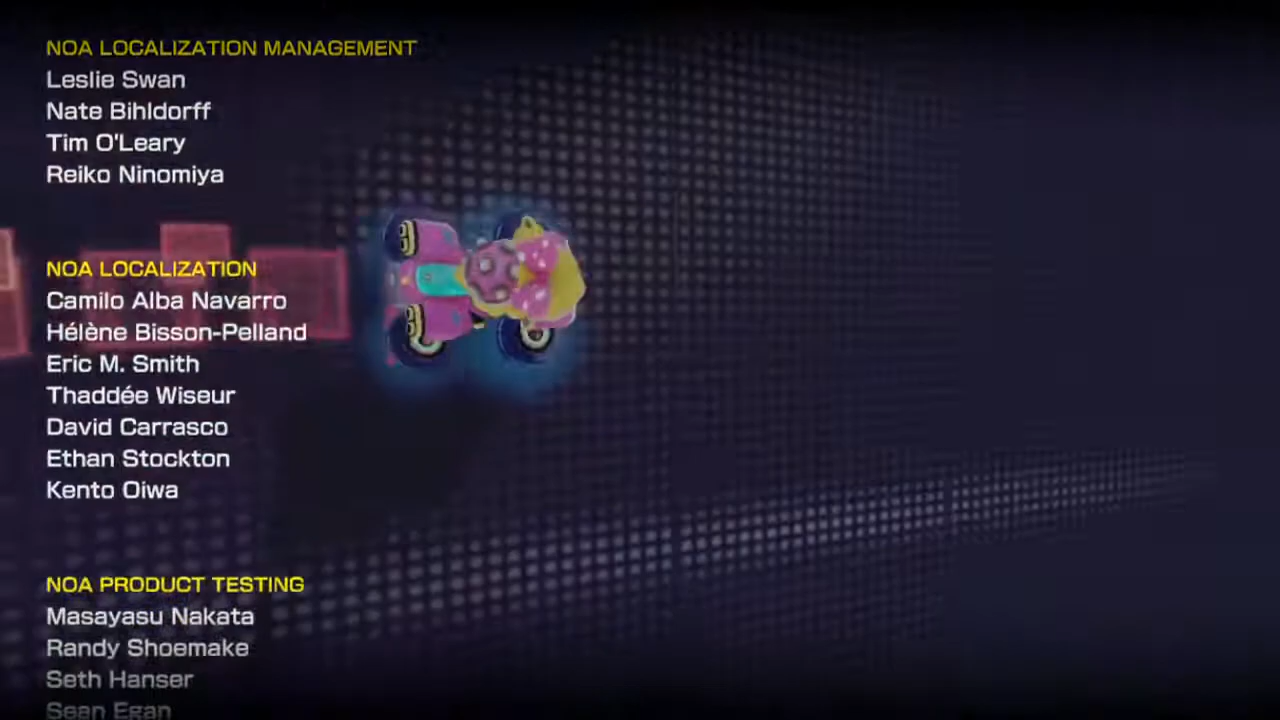 NOA LOCALIZATION MANAGEMENT
Leslie Swan
Nate Bihldorff
Tim O'Leary
Reiko Ninomiya
NOA LOCALIZATION
Camilo Alba Navarro
Hélène Bisson-Pelland
Eric M. Smith
Thaddée Wiseur
David Carrasco
Ethan Stockton
Kento Oiwa
NOA PRODUCT TESTING
Masayasu Nakata
Randy Shoemake
Seth Hanser
Sean Egan